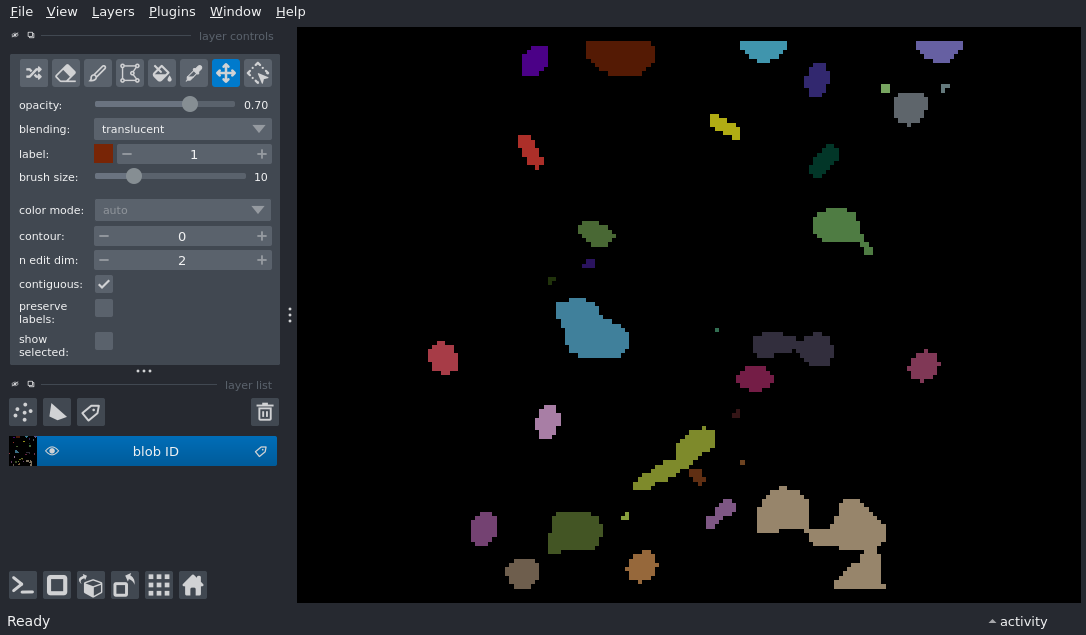 File View Layers Plugins Window Help
layer controls
opacity: 0.70
blending: translucent
label: 1
brush size: 10
color mode: auto
contour: 0
n edit dim: 2
contiguous:
preserve
labels:
show
selected:
layer list
blob ID
Ready
activity